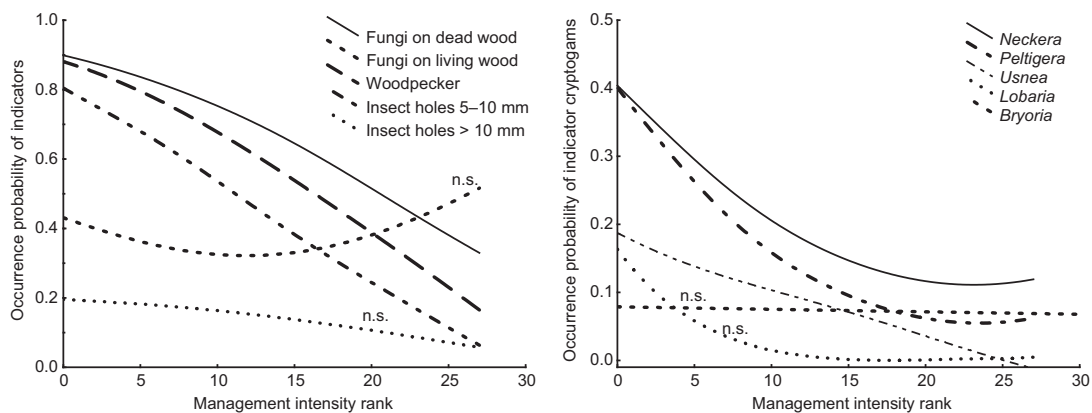 Occurrence probability of indicators
1.0
0.8
0.6
0.4
0.2
0.0
Fungi on dead wood
Fungi on living wood
Woodpecker
Insect holes 5–10 mm
Insect holes > 10 mm
n.s.
n.s.
0 5 10 15 20 25 30
Management intensity rank
Occurrence probability of indicator cryptogams
0.5
0.4
0.3
0.2
0.1
0.0
Neckera
Peltigera
Usnea
Lobaria
Bryoria
n.s.
n.s.
0 5 10 15 20 25 30
Management intensity rank